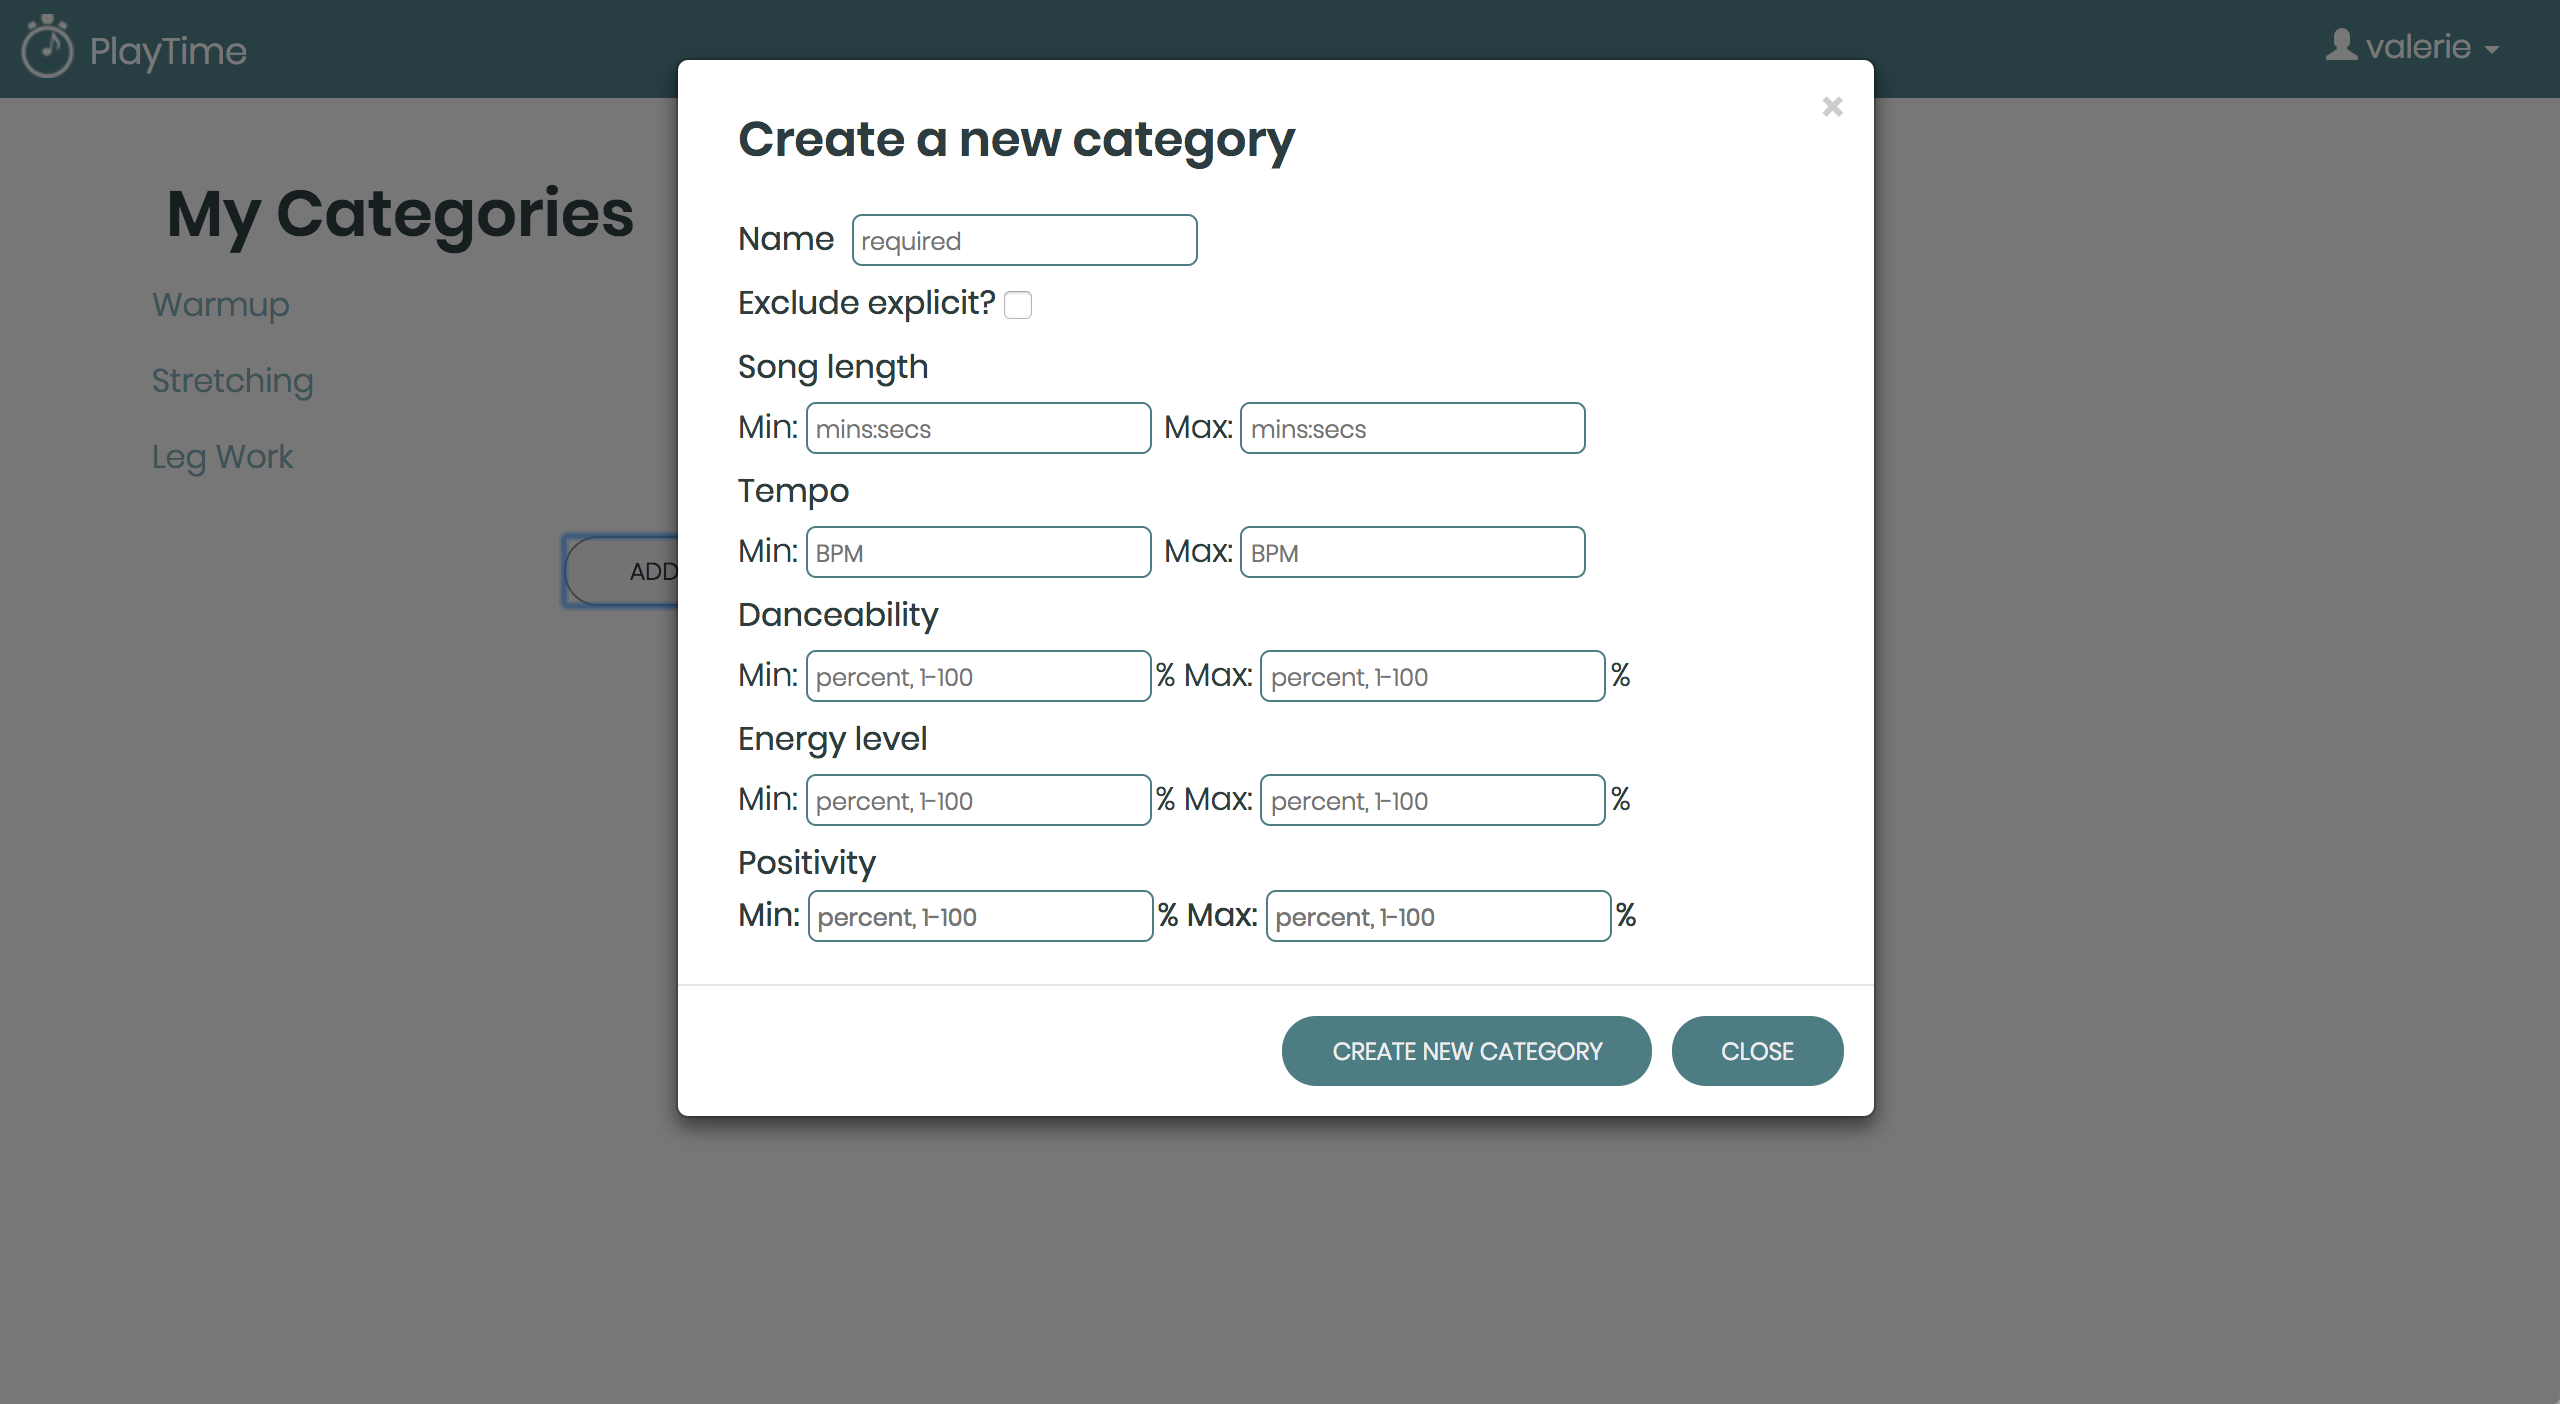 PlayTime
valerie
My Categories
Warmup
Stretching
Leg Work
ADD
×
Create a new category
Name required
Exclude explicit?
Song length
Min: mins:secs Max: mins:secs
Tempo
Min: BPM Max: BPM
Danceability
Min: percent, 1-100 % Max: percent, 1-100 %
Energy level
Min: percent, 1-100 % Max: percent, 1-100 %
Positivity
Min: percent, 1-100 % Max: percent, 1-100 %
CREATE NEW CATEGORY CLOSE